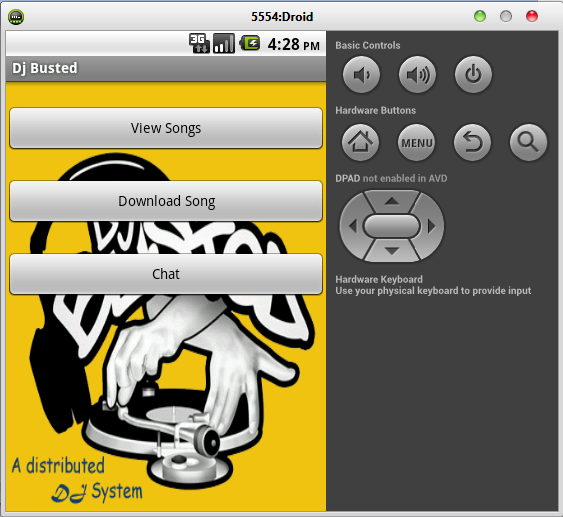 5554:Droid
3G
4:28 PM
Dj Busted
View Songs
DJ
Download Song
Chat
A distributed
DJ System
Basic Controls
Hardware Buttons
MENU
DPAD not enabled in AVD
Hardware Keyboard
Use your physical keyboard to provide input